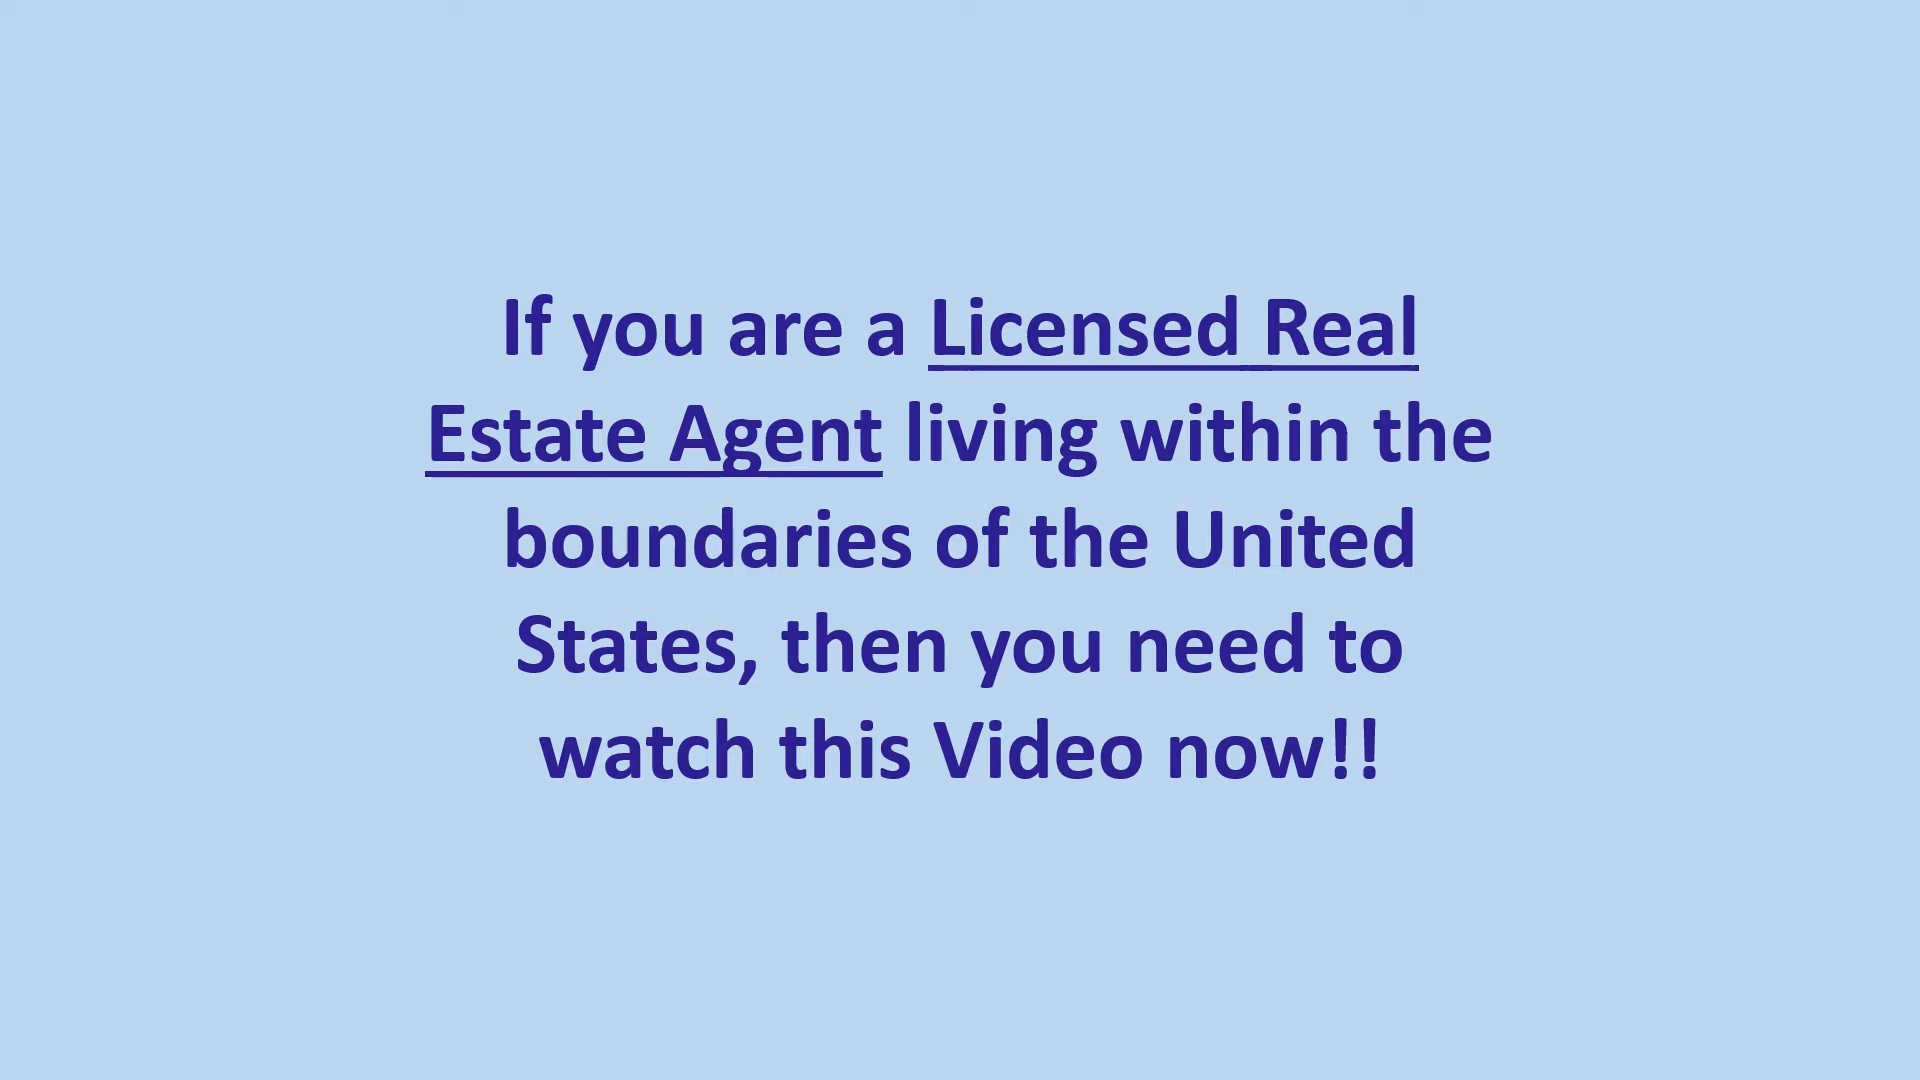 If you are a Licensed Real
Estate Agent living within the
boundaries of the United
States, then you need to
watch this Video now!!